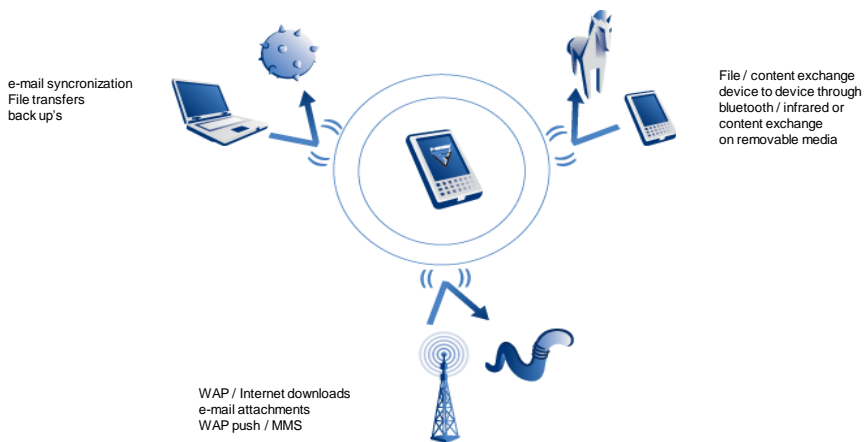 e-mail syncronization
File transfers
back up's
File / content exchange
device to device through
bluetooth / infrared or
content exchange
on removable media
WAP / Internet downloads
e-mail attachments
WAP push / MMS